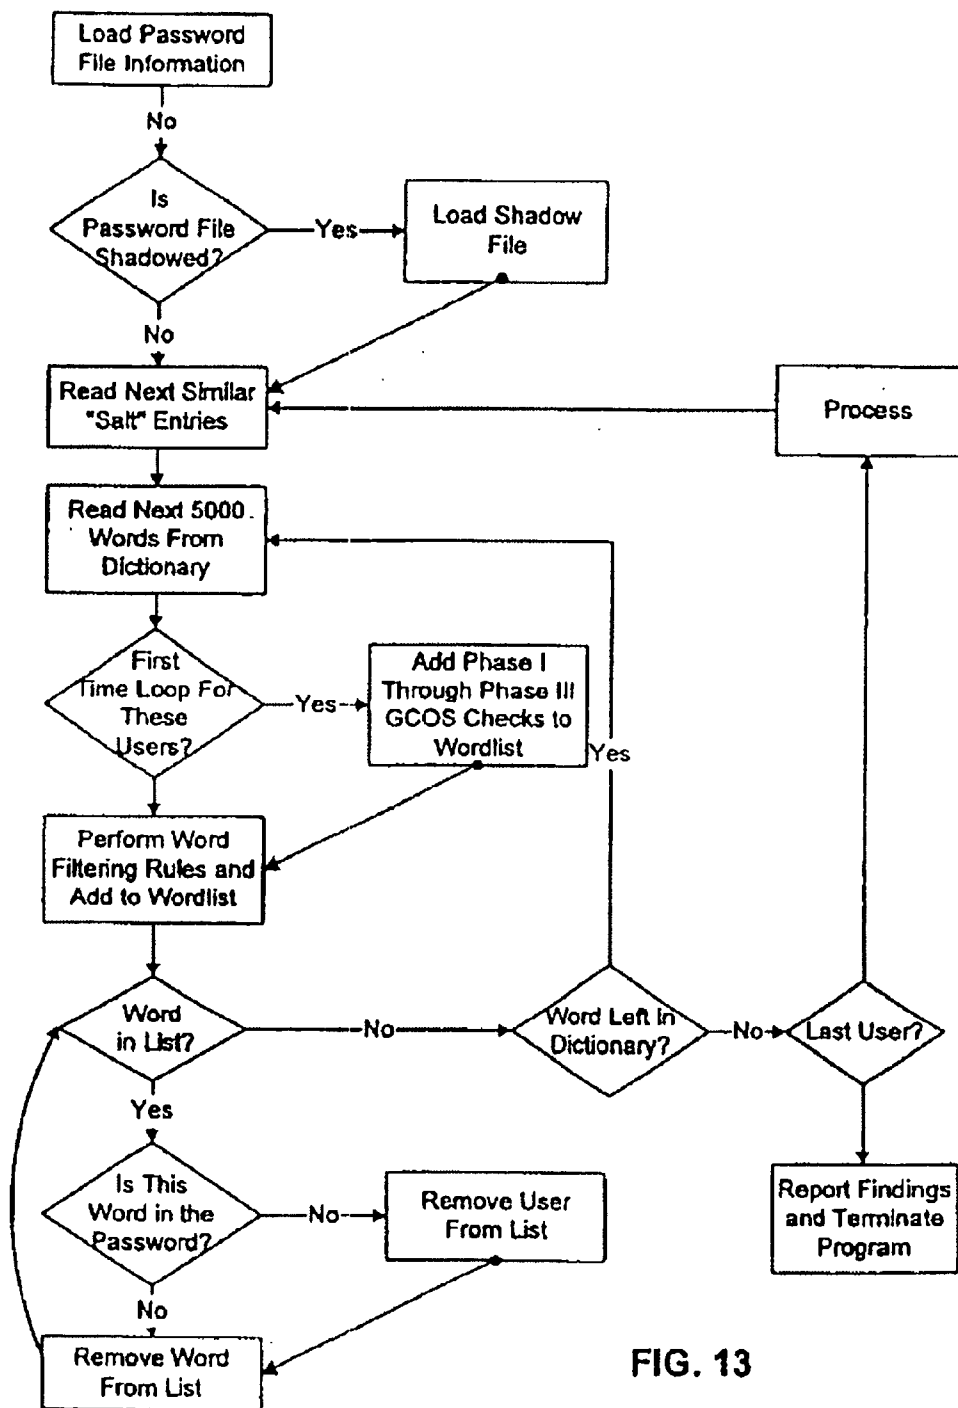 Load Password
File Information
No
Is
Password File
Shadowed?
Yes
Load Shadow
File
No
Read Next Similar
"Salt" Entries
Process
Read Next 5000
Words From
Dictionary
First
Time Loop For
These
Users?
Yes
Add Phase I
Through Phase III
GCOS Checks to
Wordlist
Yes
Perform Word
Filtering Rules and
Add to Wordlist
Word
in List?
No
Word Left in
Dictionary?
No
Last User?
Yes
Is This
Word in the
Password?
No
Remove User
From List
Report Findings
and Terminate
Program
No
Remove Word
From List
FIG. 13